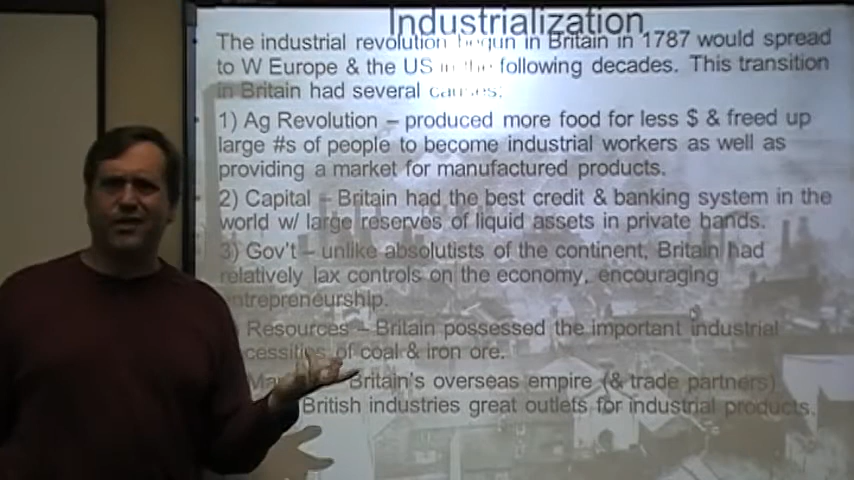 Industrialization
The industrial revolution begun in Britain in 1787 would spread
to W Europe & the US in the following decades. This transition
in Britain had several causes:
1) Ag Revolution – produced more food for less $ & freed up
large #s of people to become industrial workers as well as
providing a market for manufactured products.
2) Capital – Britain had the best credit & banking system in the
world w/ large reserves of liquid assets in private hands.
3) Gov't – unlike absolutists of the continent, Britain had
relatively lax controls on the economy, encouraging
entrepreneurship.
Resources – Britain possessed the important industrial
cessities of coal & iron ore.
Britain's overseas empire (& trade partners)
British industries great outlets for industrial products.